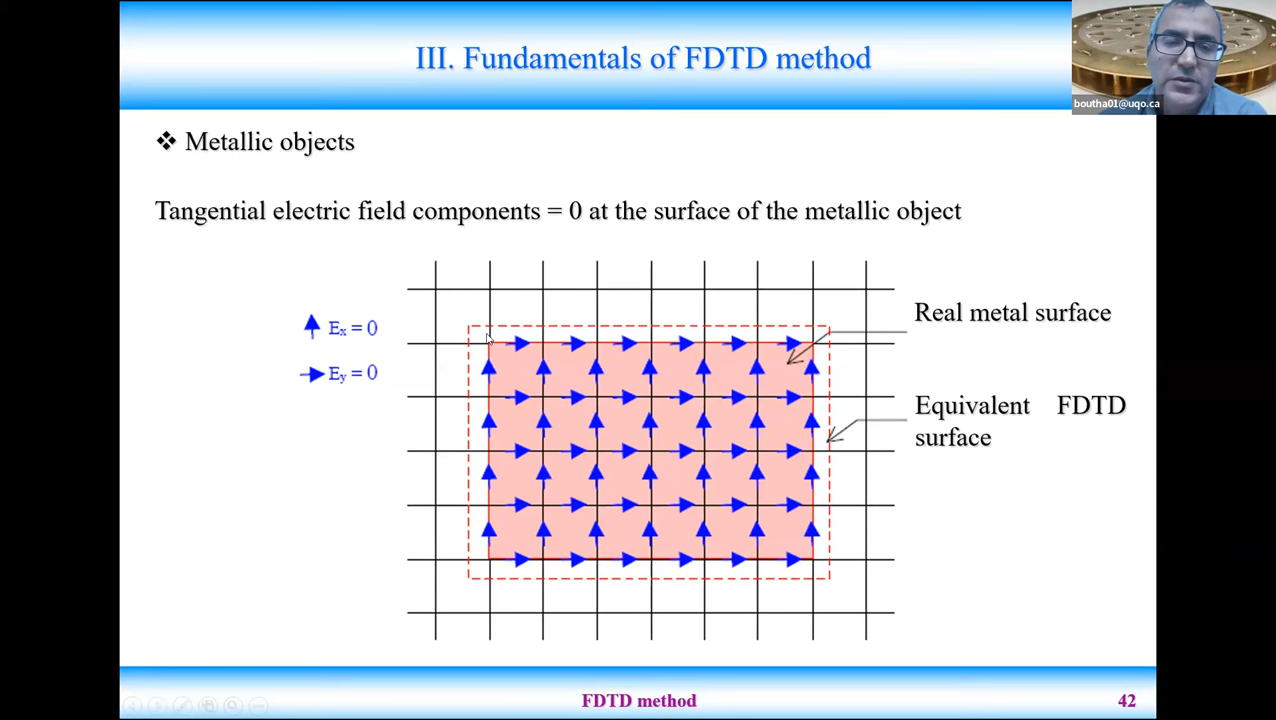 III. Fundamentals of FDTD method
boutha01@uqo.ca
❖ Metallic objects
Tangential electric field components = 0 at the surface of the metallic object
Eₓ = 0
Real metal surface
Eᵧ = 0
Equivalent FDTD
surface
FDTD method
42